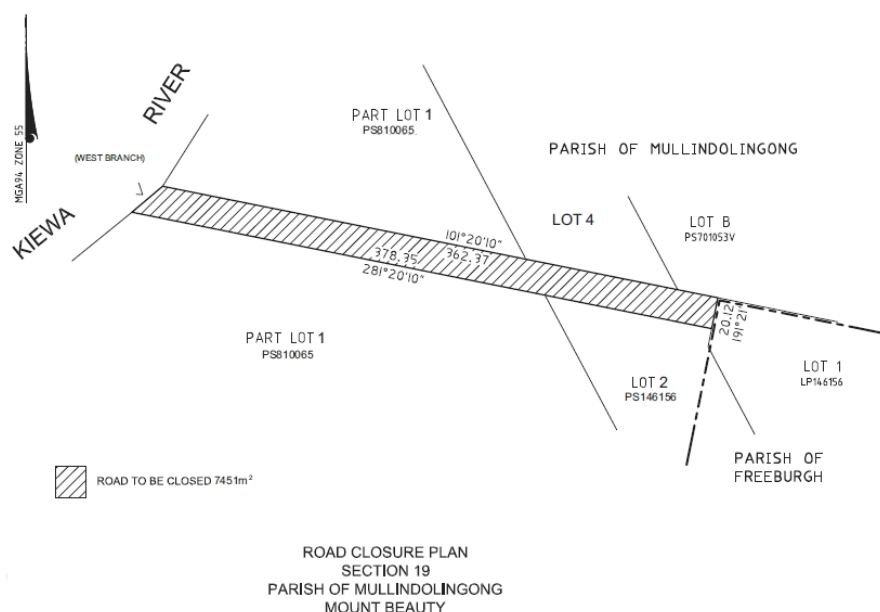 MGA94 ZONE 55
RIVER
(WEST BRANCH)
KIEWA
PART LOT 1
PS810065
PARISH OF MULLINDOLINGONG
LOT 4
LOT B
PS701053V
101°20'10"
362.37
378.35
281°20'10"
20.12
191°21'
PART LOT 1
PS810065
LOT 2
PS146156
LOT 1
LP146156
PARISH OF
FREEBURGH
ROAD TO BE CLOSED 7451m²
ROAD CLOSURE PLAN
SECTION 19
PARISH OF MULLINDOLINGONG
MOUNT BEAUTY